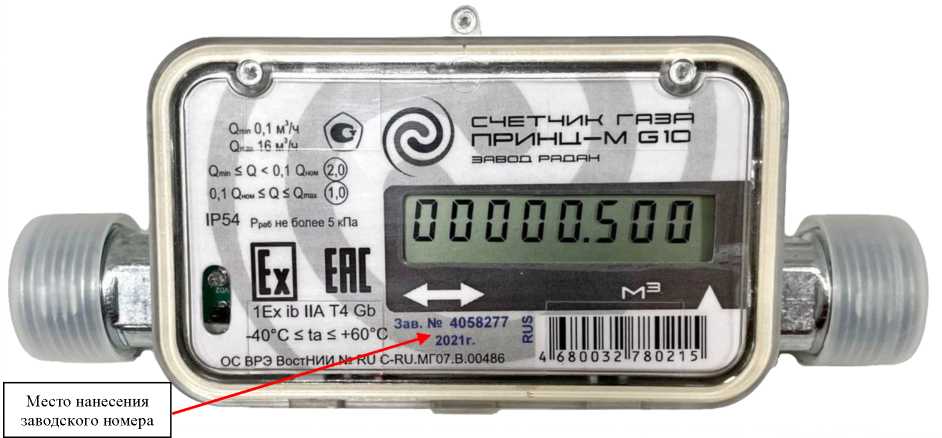 Qmin 0,1 м³/ч
Qмах 16 м³/ч
Qmin ≤ Q < 0,1 Qном 2,0
0,1 Qном ≤ Q ≤ Qmax 1,0
IP54 Pраб не более 5 кПа
СЧЕТЧИК ГАЗА
ПРИНЦ-М G10
ЗАВОД РАДАН
00000.500
м³
Ex EAC
1Ex ib IIA T4 Gb
-40°C ≤ ta ≤ +60°C
Зав. № 4058277
2021г.
RUS
4 680032 780215
ОС ВРЭ ВостНИИ № RU C-RU.МГ07.В.00486
Место нанесения
заводского номера